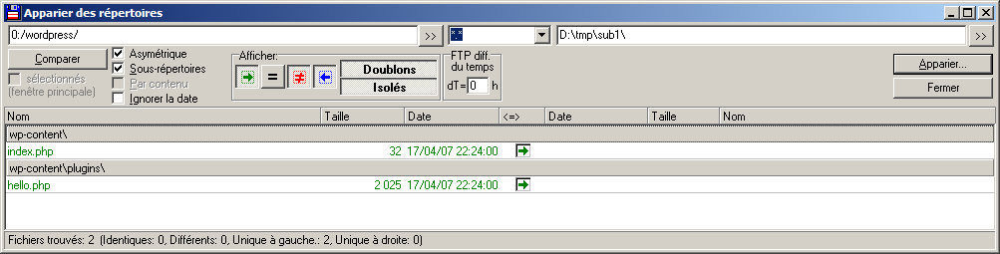 Apparier des répertoires
0:/wordpress/ >> *.* D:\tmp\sub1\ >>
Comparer
sélectionnés
(fenêtre principale)
Asymétrique
Sous-répertoires
Par contenu
Ignorer la date
Afficher:
=
Doublons
Isolés
FTP diff.
du temps
dT= 0 h
Apparier...
Fermer
Nom Taille Date <=> Date Taille Nom
wp-content\
index.php 32 17/04/07 22:24:00
wp-content\plugins\
hello.php 2 025 17/04/07 22:24:00
Fichiers trouvés: 2 (Identiques: 0, Différents: 0, Unique à gauche.: 2, Unique à droite: 0)